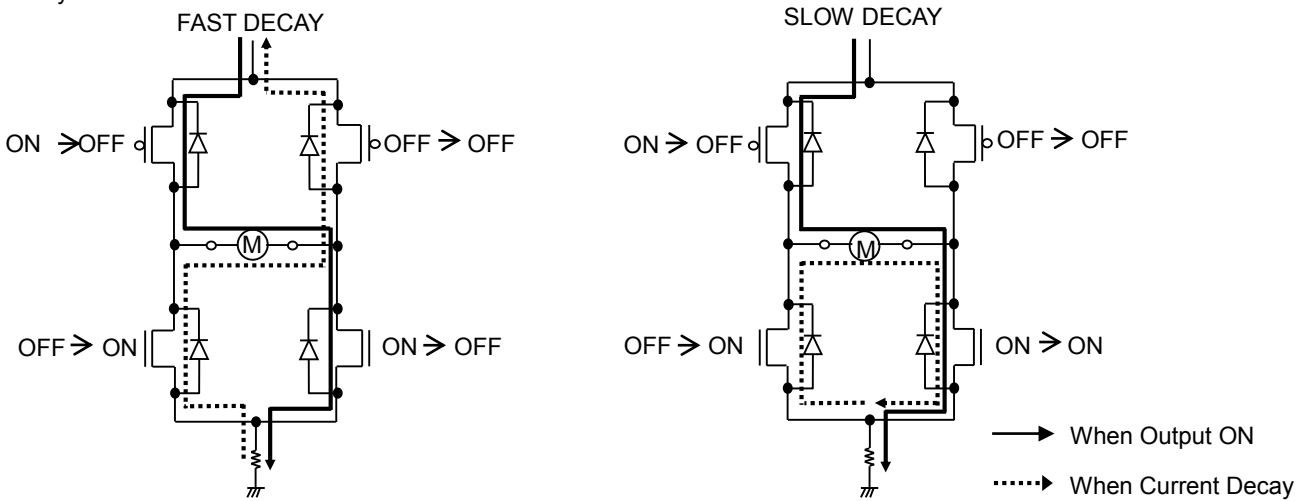 FAST DECAY
SLOW DECAY
ON → OFF
OFF → OFF
ON → OFF
OFF → OFF
M
M
OFF → ON
ON → OFF
OFF → ON
ON → ON
When Output ON
When Current Decay